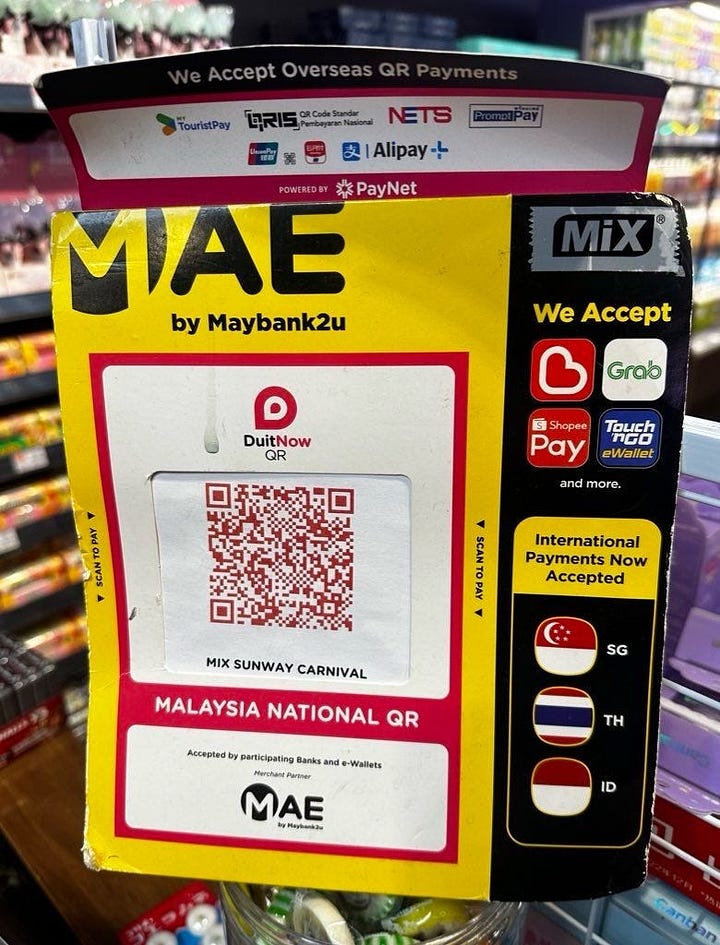 We Accept Overseas QR Payments
MY TouristPay
QRIS QR Code Standar Pembayaran Nasional
NETS
PromptPay
UnionPay
Alipay+
POWERED BY PayNet
MAE
by Maybank2u
DuitNow
QR
SCAN TO PAY
SCAN TO PAY
MIX SUNWAY CARNIVAL
MALAYSIA NATIONAL QR
Accepted by participating Banks and e-Wallets
Merchant Partner
MAE
by Maybank2u
MiX®
We Accept
Grab
Shopee
Pay
Touch
'nGO
eWallet
and more.
International
Payments Now
Accepted
SG
TH
ID